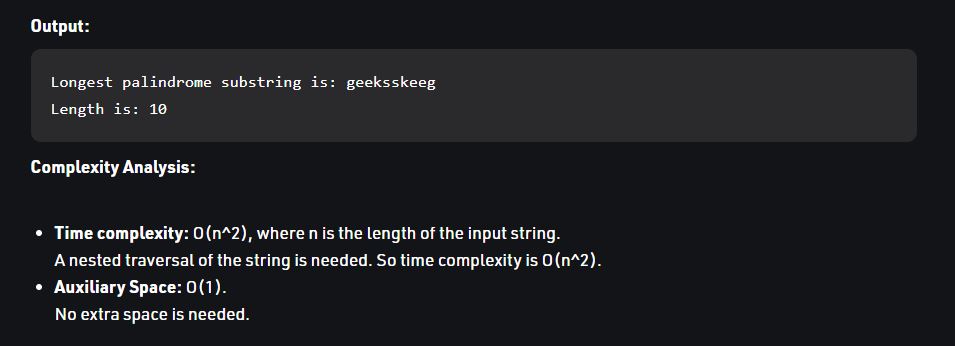 Output:
Longest palindrome substring is: geeksskeeg
Length is: 10
Complexity Analysis:
• Time complexity: O(n^2), where n is the length of the input string.
A nested traversal of the string is needed. So time complexity is O(n^2).
• Auxiliary Space: O(1).
No extra space is needed.